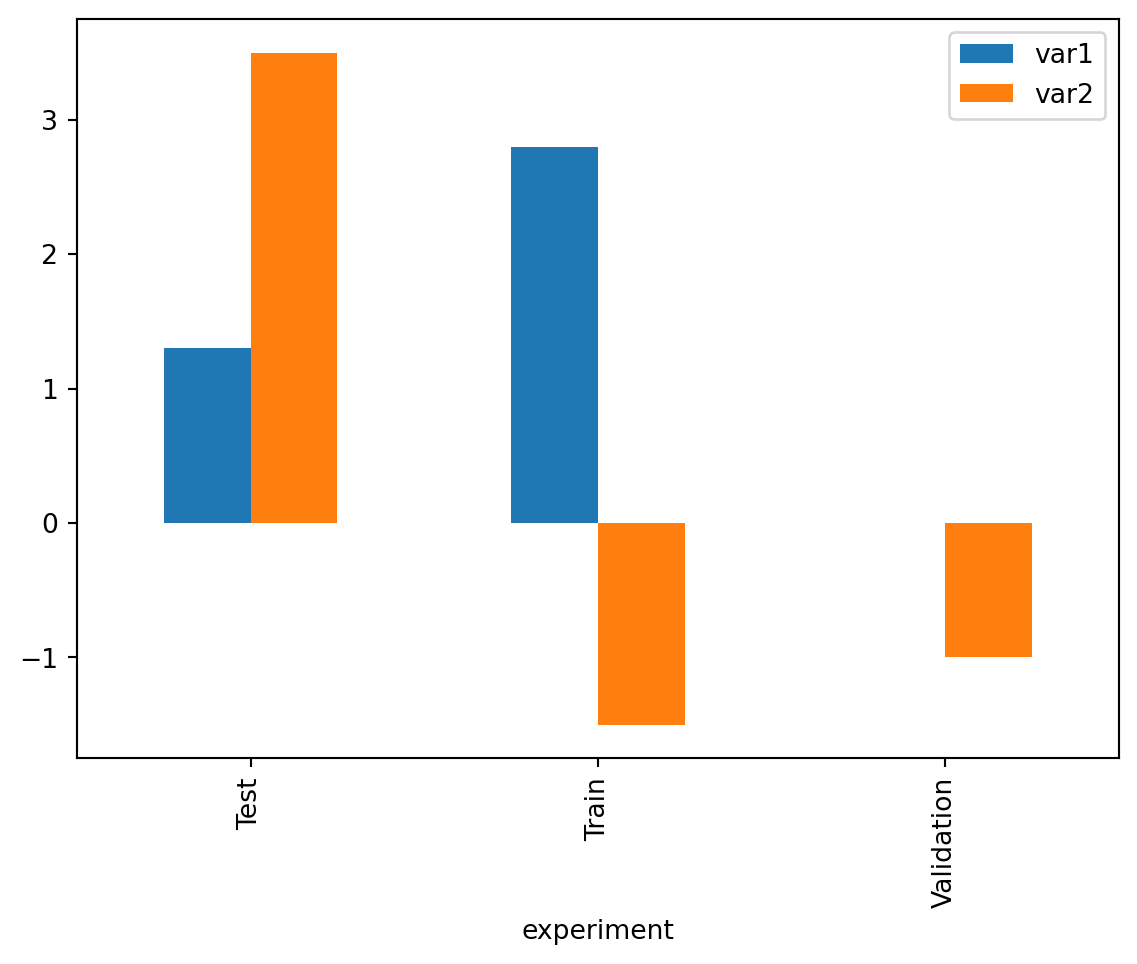 var1
var2
3
2
1
0
−1
Test
Train
Validation
experiment